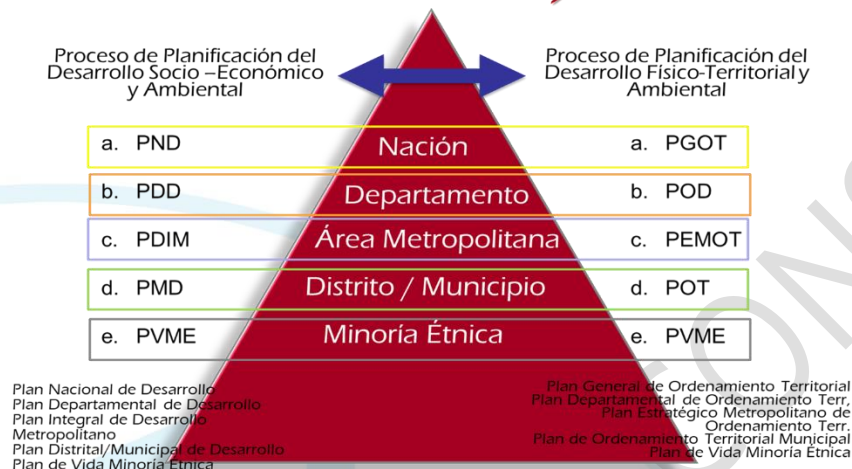 Proceso de Planificación del
Desarrollo Socio –Económico
y Ambiental
Proceso de Planificación del
Desarrollo Físico-Territorial y
Ambiental
a. PND Nación a. PGOT
b. PDD Departamento b. POD
c. PDIM Área Metropolitana c. PEMOT
d. PMD Distrito / Municipio d. POT
e. PVME Minoría Étnica e. PVME
Plan Nacional de Desarrollo
Plan Departamental de Desarrollo
Plan Integral de Desarrollo
Metropolitano
Plan Distrital/Municipal de Desarrollo
Plan de Vida Minoría Étnica
Plan General de Ordenamiento Territorial
Plan Departamental de Ordenamiento Terr,
Plan Estratégico Metropolitano de
Ordenamiento Terr.
Plan de Ordenamiento Territorial Municipal
Plan de Vida Minoría Étnica
CONS